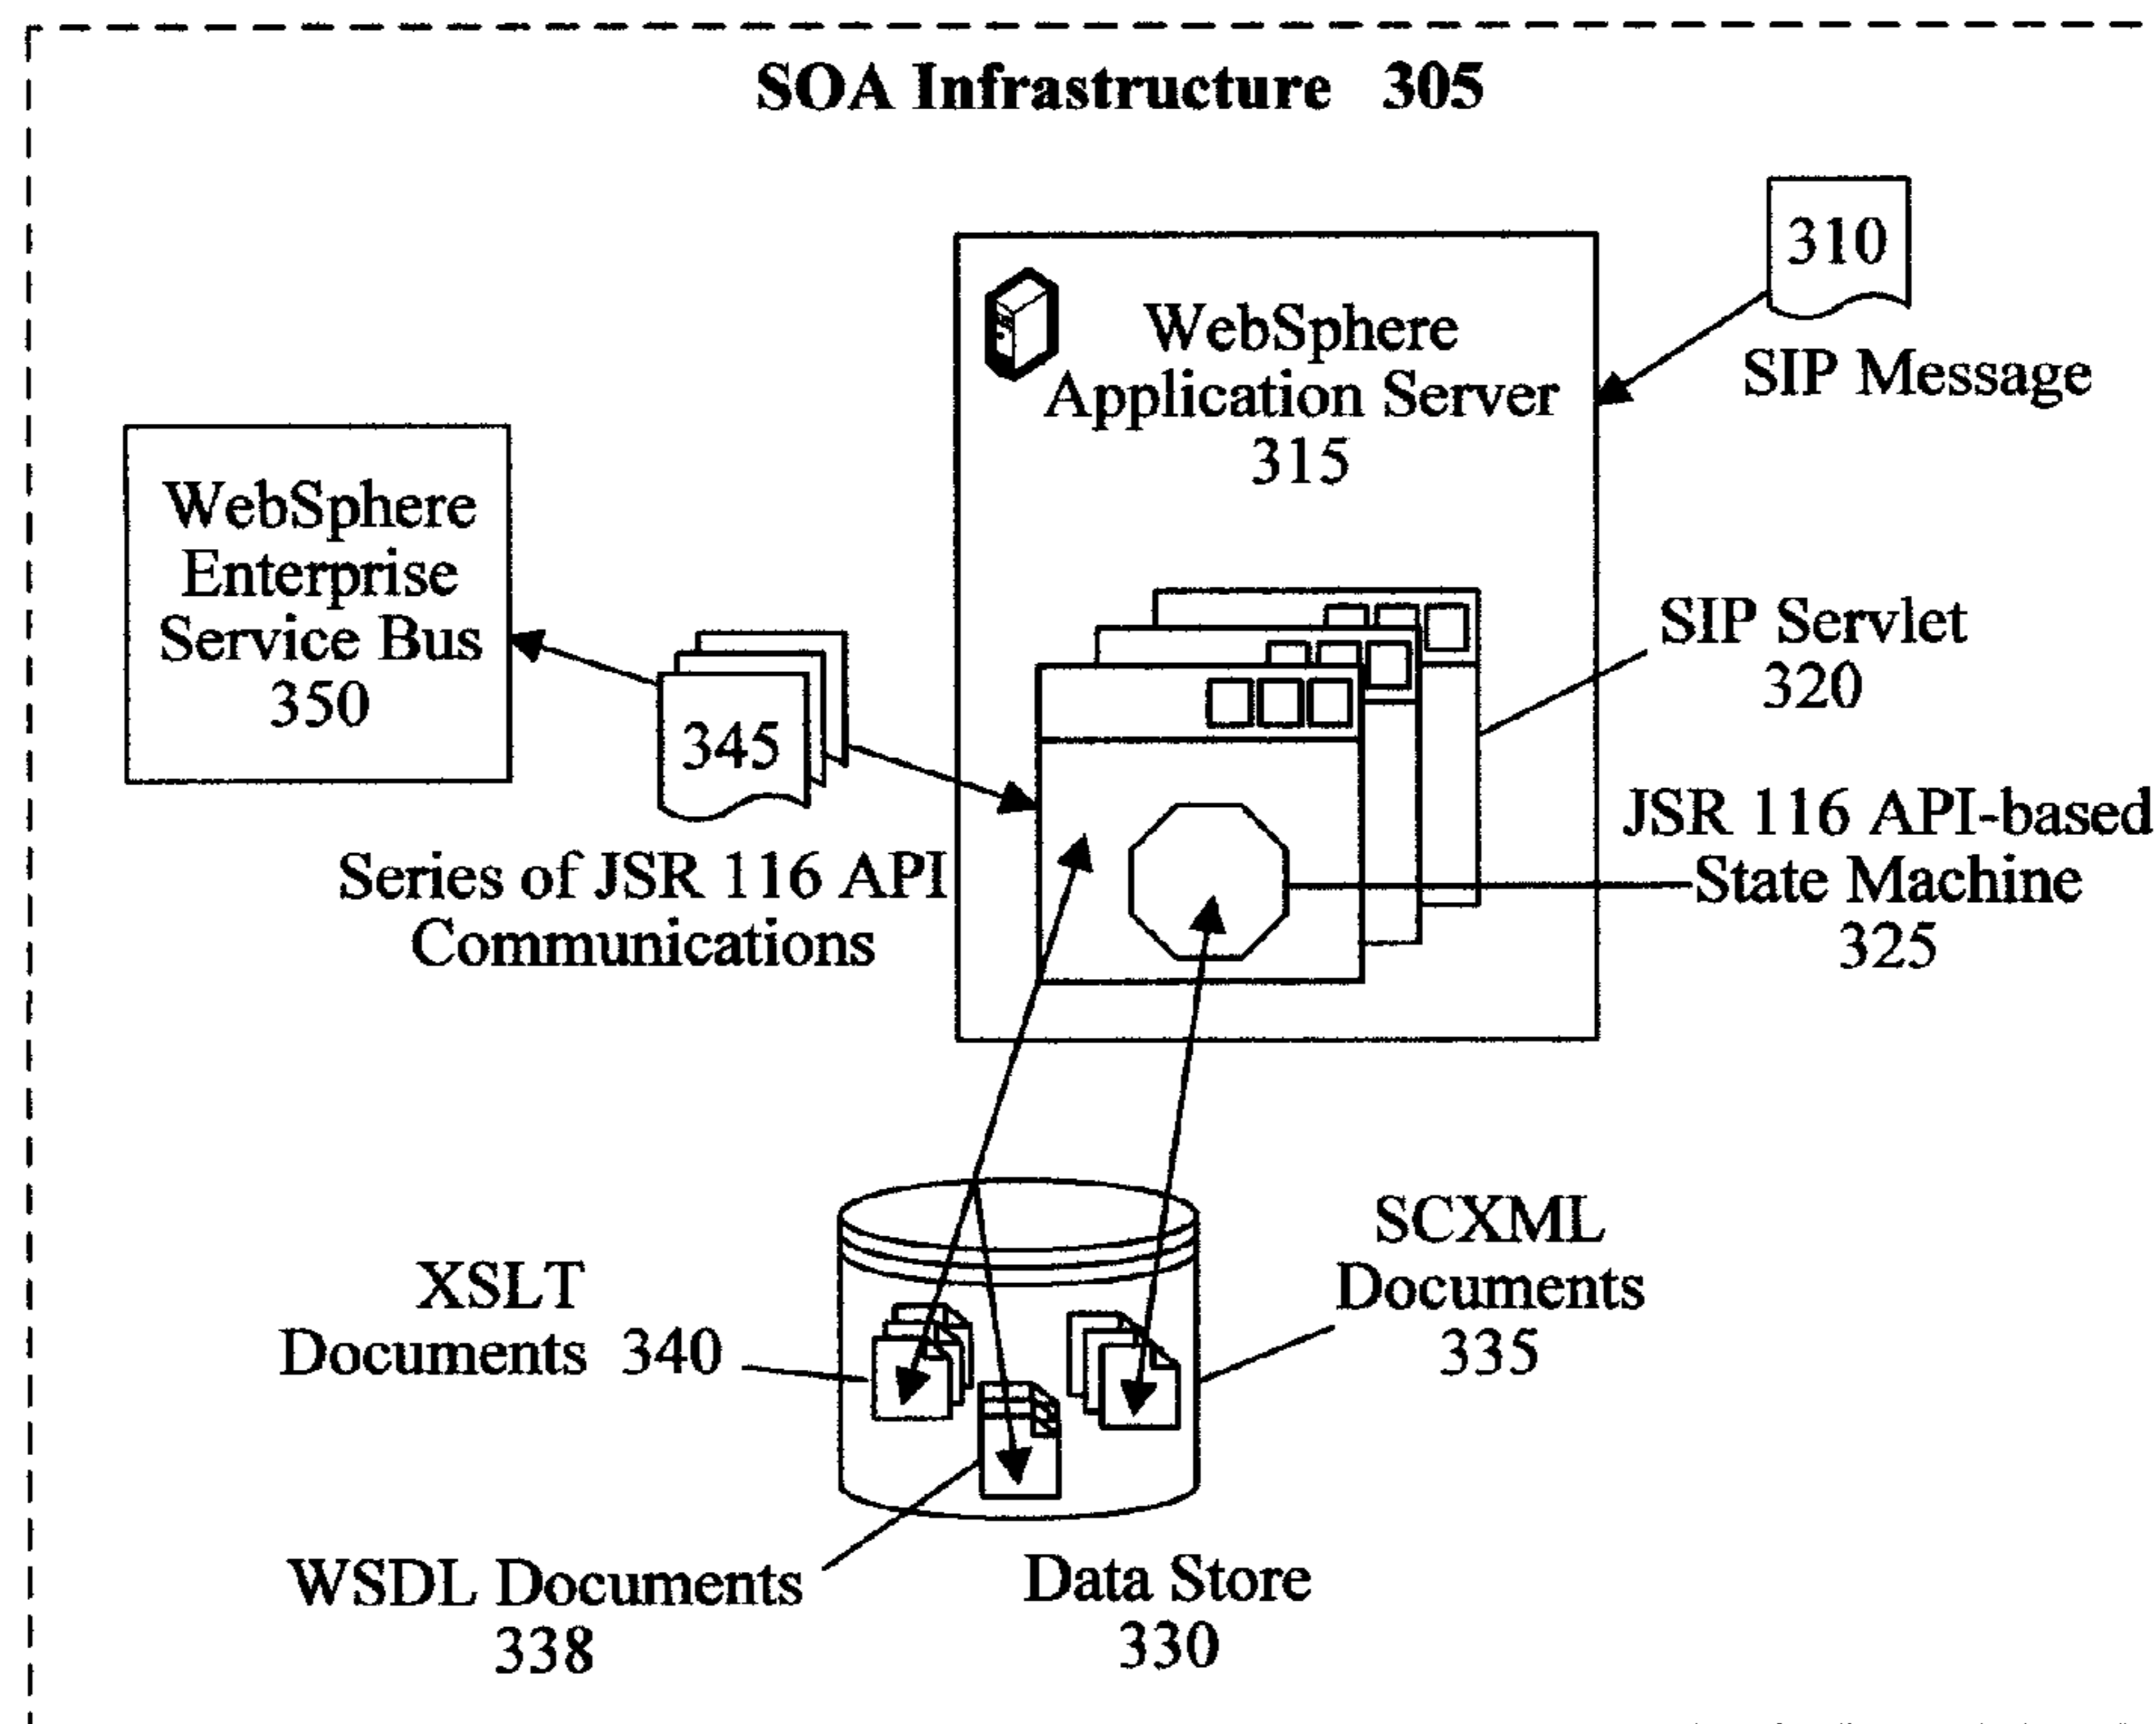 SOA Infrastructure 305
310
SIP Message
WebSphere
Application Server
315
WebSphere
Enterprise
Service Bus
350
SIP Servlet
320
345
Series of JSR 116 API
Communications
JSR 116 API-based
State Machine
325
XSLT
Documents 340
SCXML
Documents
335
WSDL Documents
338
Data Store
330